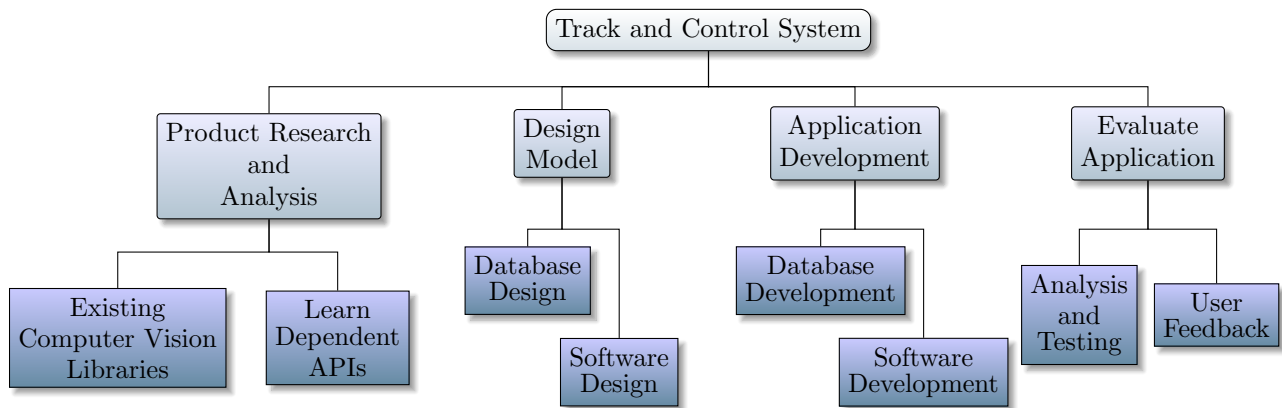 Track and Control System
Product Research
and
Analysis
Design
Model
Application
Development
Evaluate
Application
Existing
Computer Vision
Libraries
Learn
Dependent
APIs
Database
Design
Software
Design
Database
Development
Software
Development
Analysis
and
Testing
User
Feedback